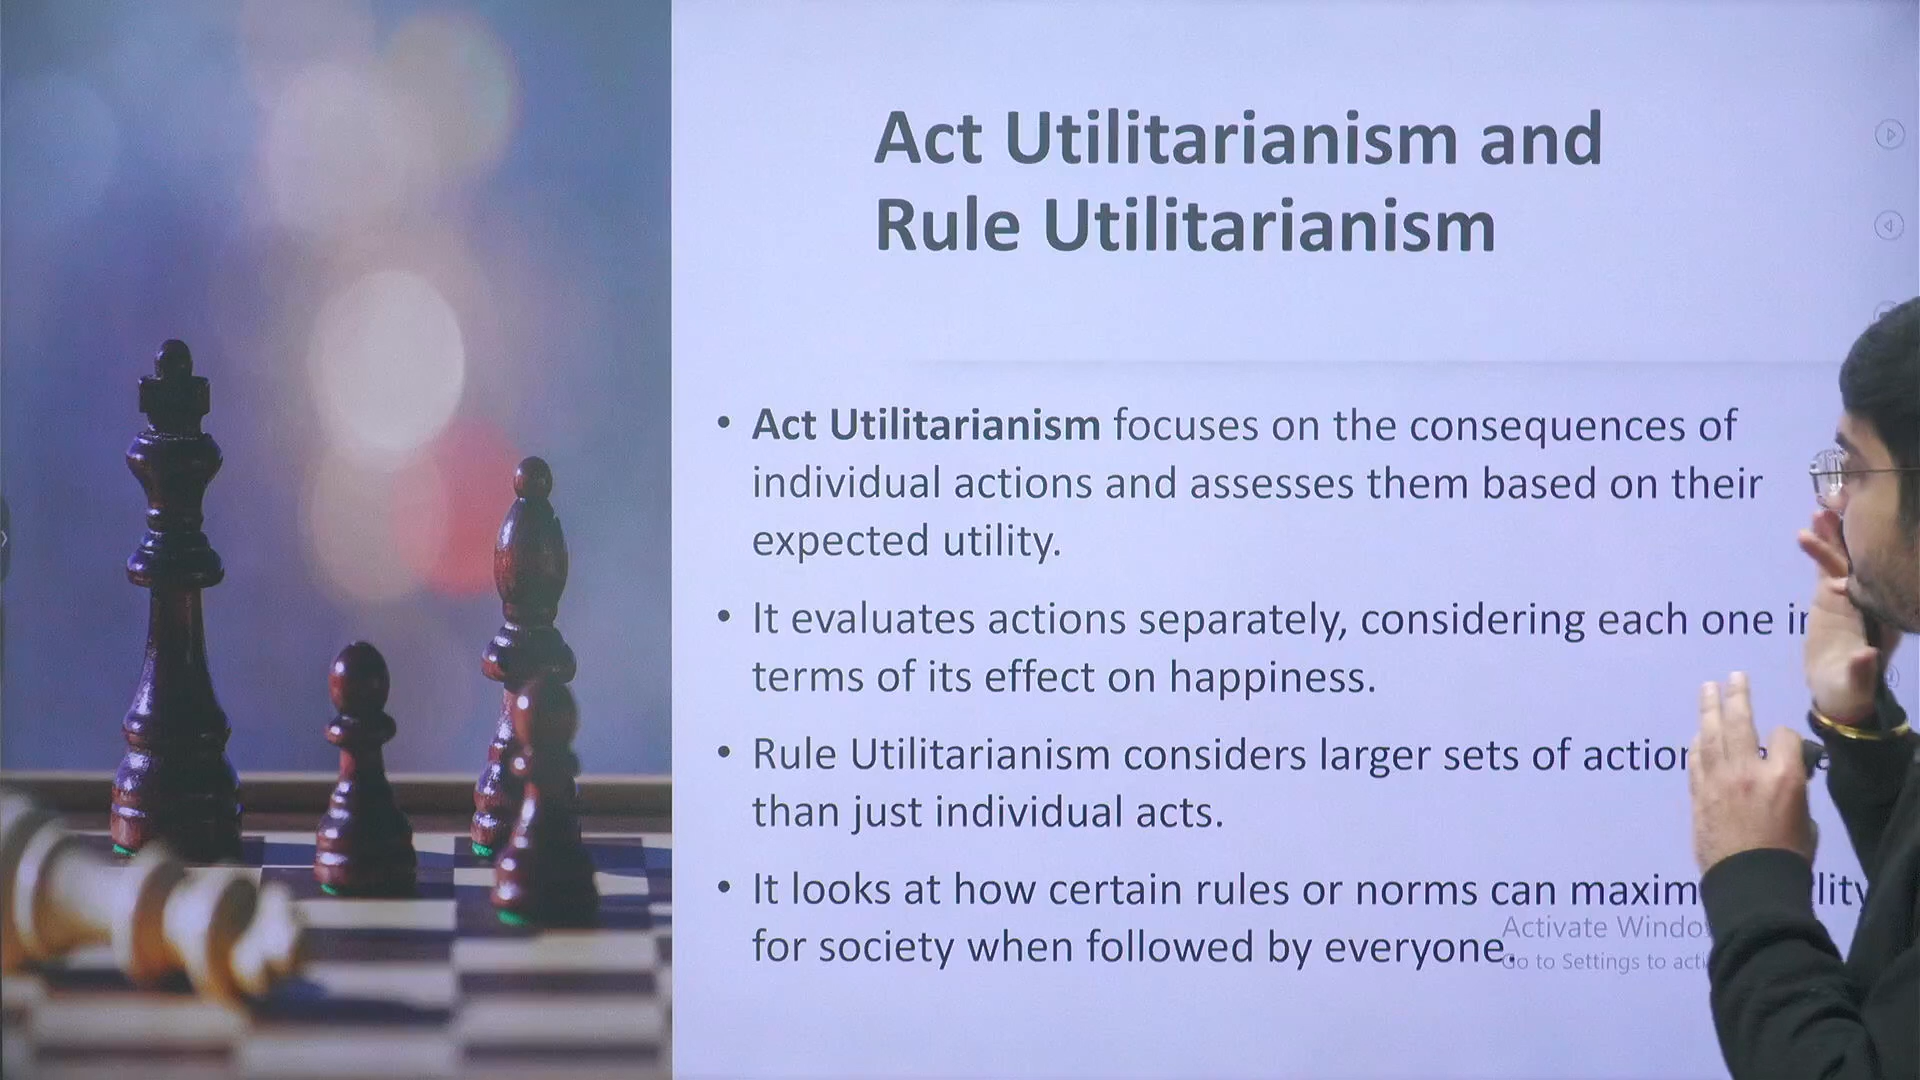 Act Utilitarianism and
Rule Utilitarianism
• Act Utilitarianism focuses on the consequences of
individual actions and assesses them based on their
expected utility.
• It evaluates actions separately, considering each one
terms of its effect on happiness.
• Rule Utilitarianism considers larger sets of
than just individual acts.
• It looks at how certain rules or norms can
for society when followed by everyone.
Activate
Go to Settings to